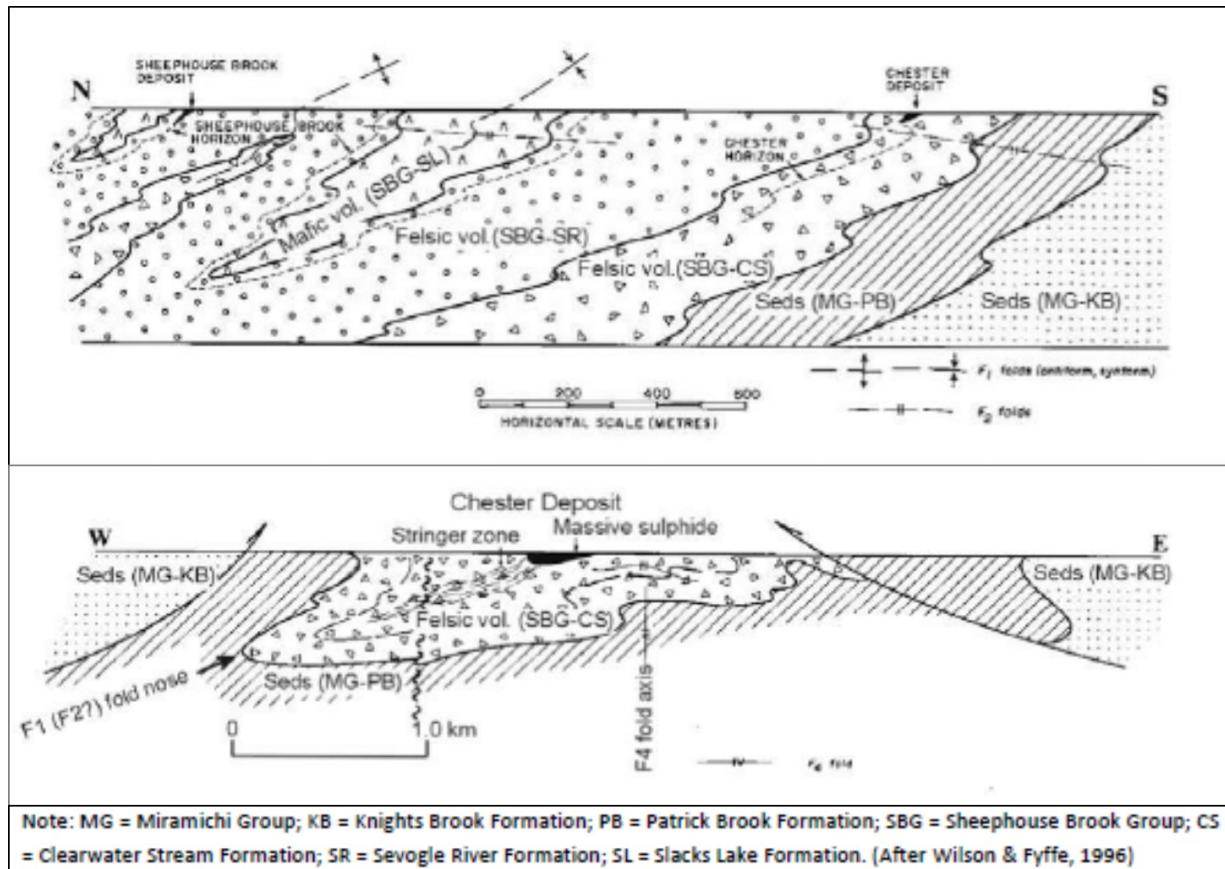 SHEEPHOUSE BROOK
DEPOSIT
N
CHESTER
DEPOSIT
S
SHEEPHOUSE BROOK
HORIZON
Mafic vol. (SBG-SL)
CHESTER
HORIZON
Felsic vol.(SBG-SR)
Felsic vol.(SBG-CS)
Seds (MG-PB)
Seds (MG-KB)
F1 folds (antiform, synform)
F2 folds
0 200 400 600
HORIZONTAL SCALE (METRES)
Chester Deposit
W
Stringer zone
Massive sulphide
E
Seds (MG-KB)
Seds (MG-KB)
Felsic vol. (SBG-CS)
Seds (MG-PB)
F1 (F2?) fold nose
F4 fold axis
0 1.0 km
IV F4 fold
Note: MG = Miramichi Group; KB = Knights Brook Formation; PB = Patrick Brook Formation; SBG = Sheephouse Brook Group; CS
= Clearwater Stream Formation; SR = Sevogle River Formation; SL = Slacks Lake Formation. (After Wilson & Fyffe, 1996)